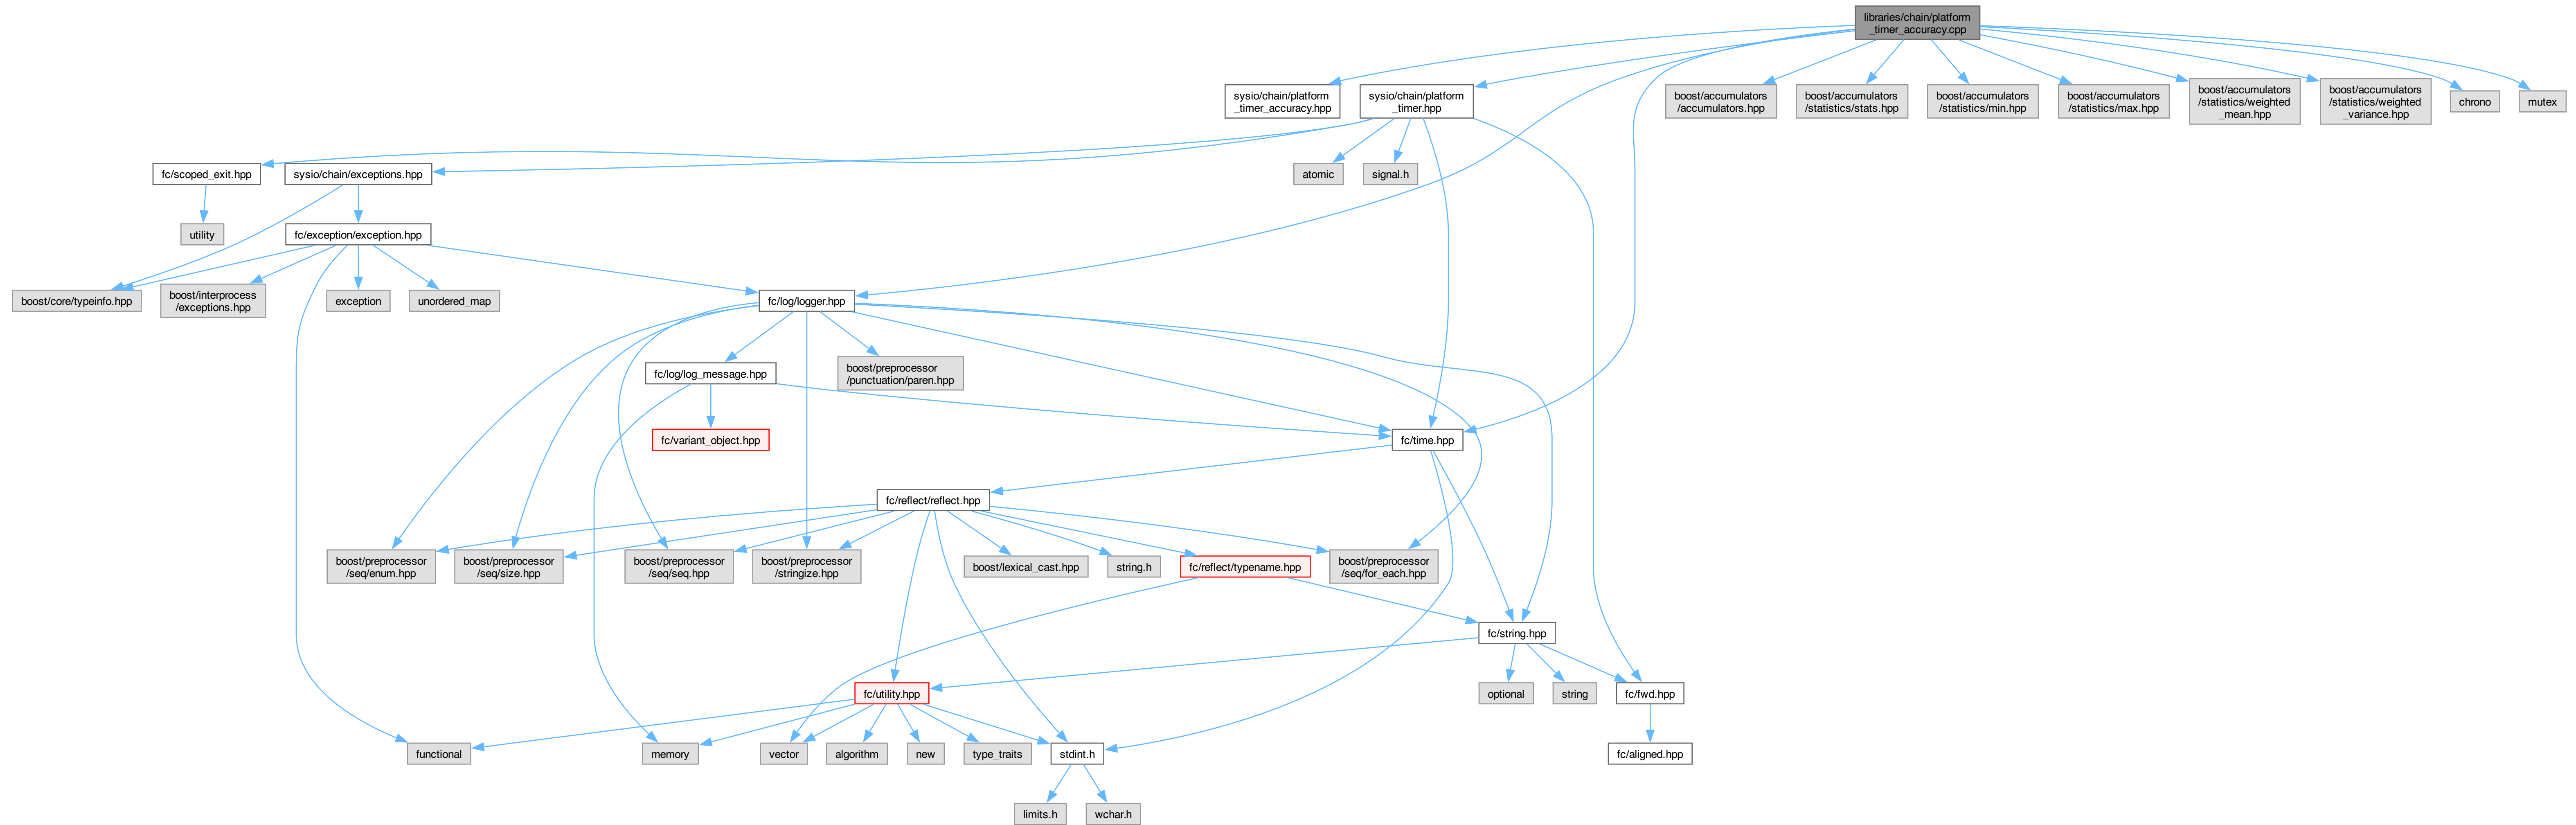 libraries/chain/platform
_timer_accuracy.cpp
sysio/chain/platform
_timer_accuracy.hpp
sysio/chain/platform
_timer.hpp
boost/accumulators
/accumulators.hpp
boost/accumulators
/statistics/stats.hpp
boost/accumulators
/statistics/min.hpp
boost/accumulators
/statistics/max.hpp
boost/accumulators
/statistics/weighted
_mean.hpp
boost/accumulators
/statistics/weighted
_variance.hpp
chrono
mutex
fc/scoped_exit.hpp
sysio/chain/exceptions.hpp
atomic
signal.h
utility
fc/exception/exception.hpp
boost/core/typeinfo.hpp
boost/interprocess
/exceptions.hpp
exception
unordered_map
fc/log/logger.hpp
fc/log/log_message.hpp
boost/preprocessor
/punctuation/paren.hpp
fc/variant_object.hpp
fc/time.hpp
fc/reflect/reflect.hpp
boost/preprocessor
/seq/enum.hpp
boost/preprocessor
/seq/size.hpp
boost/preprocessor
/seq/seq.hpp
boost/preprocessor
/stringize.hpp
boost/lexical_cast.hpp
string.h
fc/reflect/typename.hpp
boost/preprocessor
/seq/for_each.hpp
fc/string.hpp
fc/utility.hpp
optional
string
fc/fwd.hpp
functional
memory
vector
algorithm
new
type_traits
stdint.h
fc/aligned.hpp
limits.h
wchar.h